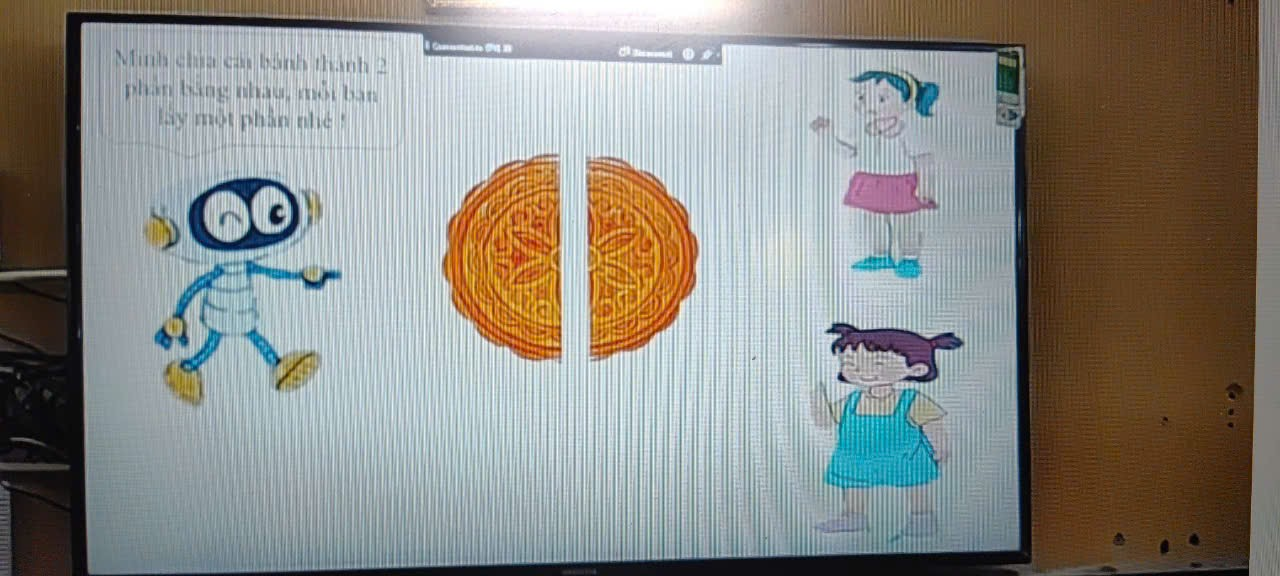 Mình chia cái bánh thành 2
phần bằng nhau, mỗi bạn
lấy một phần nhé !